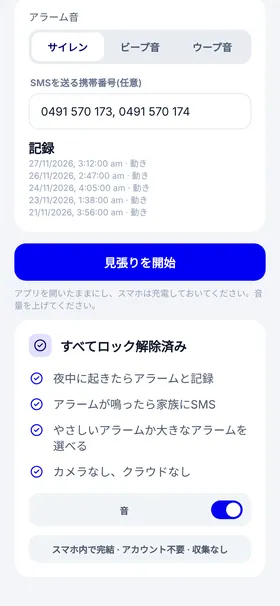 アラーム音
サイレン ビープ音 ウープ音
SMSを送る携帯番号(任意)
0491 570 173, 0491 570 174
記録
27/11/2026, 3:12:00 am · 動き
26/11/2026, 2:47:00 am · 動き
24/11/2026, 4:05:00 am · 動き
23/11/2026, 1:38:00 am · 動き
21/11/2026, 3:56:00 am · 動き
見張りを開始
アプリを開いたままにし、スマホは充電しておいてください。音
量を上げてください。
すべてロック解除済み
夜中に起きたらアラームと記録
アラームが鳴ったら家族にSMS
やさしいアラームか大きなアラームを
選べる
カメラなし、クラウドなし
音
スマホ内で完結 · アカウント不要 · 収集なし